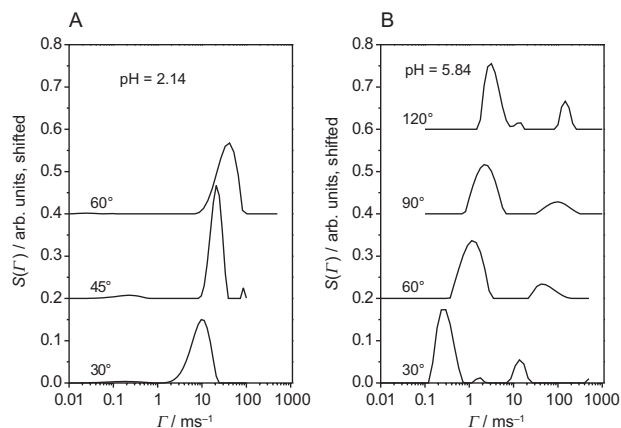 A
B
pH = 2.14
pH = 5.84
S(Γ) / arb. units, shifted
0.8
0.7
0.6
0.5
0.4
0.3
0.2
0.1
0.0
60°
45°
30°
0.01 0.1 1 10 100 1000
Γ / ms⁻¹
S(Γ) / arb. units, shifted
0.8
0.7
0.6
0.5
0.4
0.3
0.2
0.1
0.0
120°
90°
60°
30°
0.01 0.1 1 10 100 1000
Γ / ms⁻¹